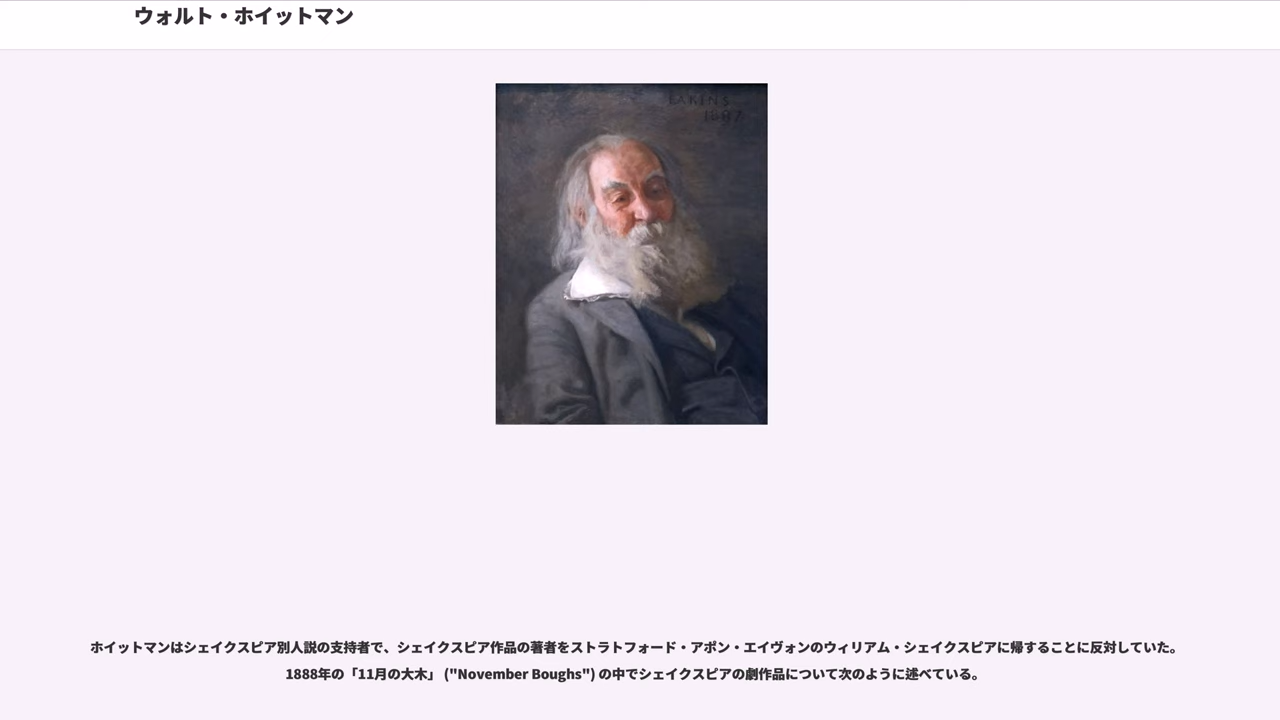 ウォルト・ホイットマン
EAKINS
1887
ホイットマンはシェイクスピア別人説の支持者で、シェイクスピア作品の著者をストラトフォード・アポン・エイヴォンのウィリアム・シェイクスピアに帰することに反対していた。
1888年の「11月の大木」 ("November Boughs") の中でシェイクスピアの劇作品について次のように述べている。